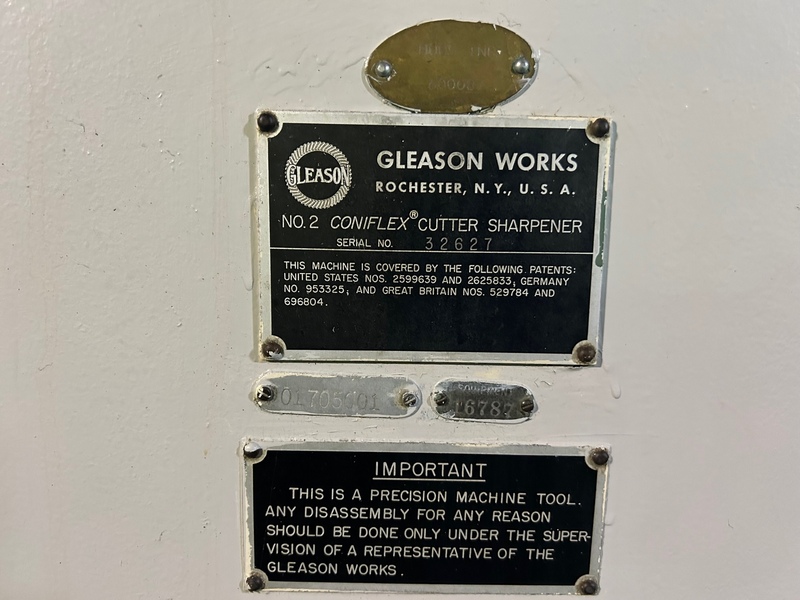 GLEASON
GLEASON WORKS
ROCHESTER, N. Y., U. S. A.
NO. 2 CONIFLEX® CUTTER SHARPENER
SERIAL NO. 32627
THIS MACHINE IS COVERED BY THE FOLLOWING PATENTS:
UNITED STATES NOS. 2599639 AND 2625833; GERMANY
NO. 953325; AND GREAT BRITAIN NOS. 529784 AND
696804.
EQUIPMENT
IMPORTANT
THIS IS A PRECISION MACHINE TOOL.
ANY DISASSEMBLY FOR ANY REASON
SHOULD BE DONE ONLY UNDER THE SUPER-
VISION OF A REPRESENTATIVE OF THE
GLEASON WORKS.